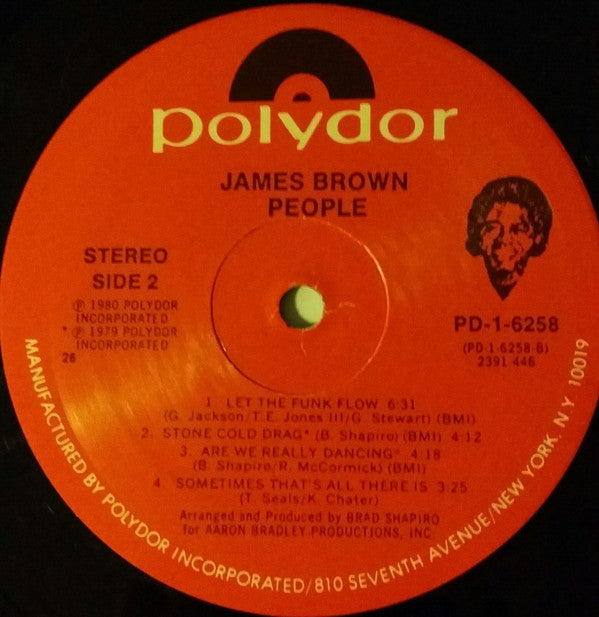 polydor
JAMES BROWN
PEOPLE
STEREO
SIDE 2
℗ 1980 POLYDOR
INCORPORATED
* ℗ 1979 POLYDOR
INCORPORATED
26
PD-1-6258
(PD-1-6258-B)
2391 446
1. LET THE FUNK FLOW 6:31
(G. Jackson/T.E. Jones III/G. Stewart) (BMI)
2. STONE COLD DRAG* (B. Shapiro) (BMI) 4:12
3. ARE WE REALLY DANCING* 4:18
(B. Shapiro/R. McCormick) (BMI)
4. SOMETIMES THAT'S ALL THERE IS 3:25
(T. Seals/K. Chater)
Arranged and Produced by BRAD SHAPIRO
for AARON BRADLEY PRODUCTIONS, INC
MANUFACTURED BY POLYDOR INCORPORATED/810 SEVENTH AVENUE/NEW YORK, N.Y. 10019